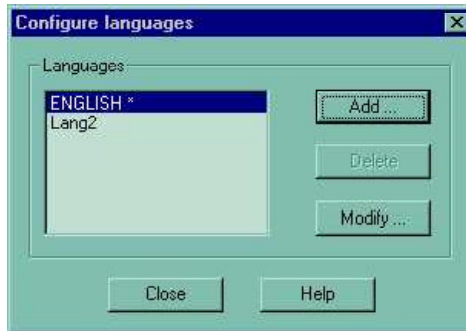 Configure languages
Languages
ENGLISH *
Lang2
Add ...
Delete
Modify ...
Close
Help